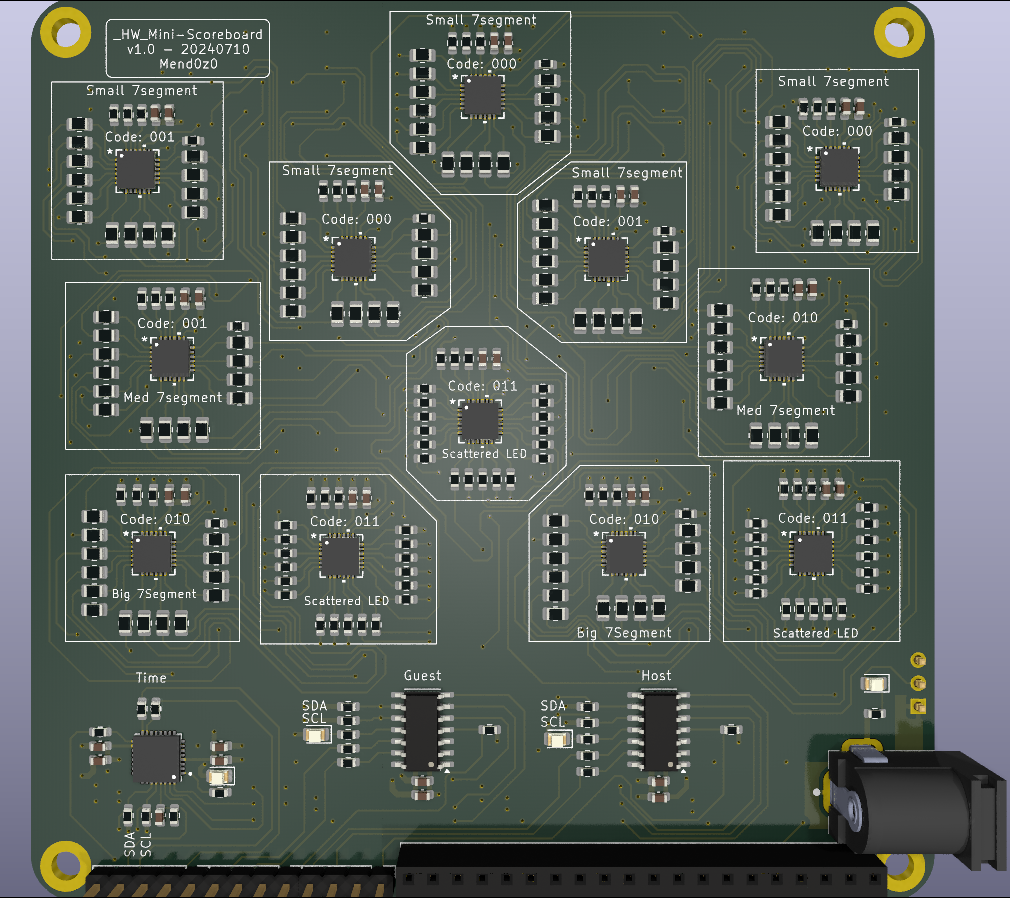 Small 7segment
_HW_Mini-Scoreboard
v1.0 - 20240710
Mend0z0
Code: 000
Small 7segment
Code: 001
Small 7segment
Code: 000
Small 7segment
Code: 000
Small 7segment
Code: 001
Code: 001
Med 7segment
Code: 010
Med 7segment
Code: 011
Scattered LED
Code: 010
Big 7Segment
Code: 011
Scattered LED
Code: 010
Big 7Segment
Code: 011
Scattered LED
Time
Guest
Host
SDA
SCL
SDA
SCL
SDA
SCL